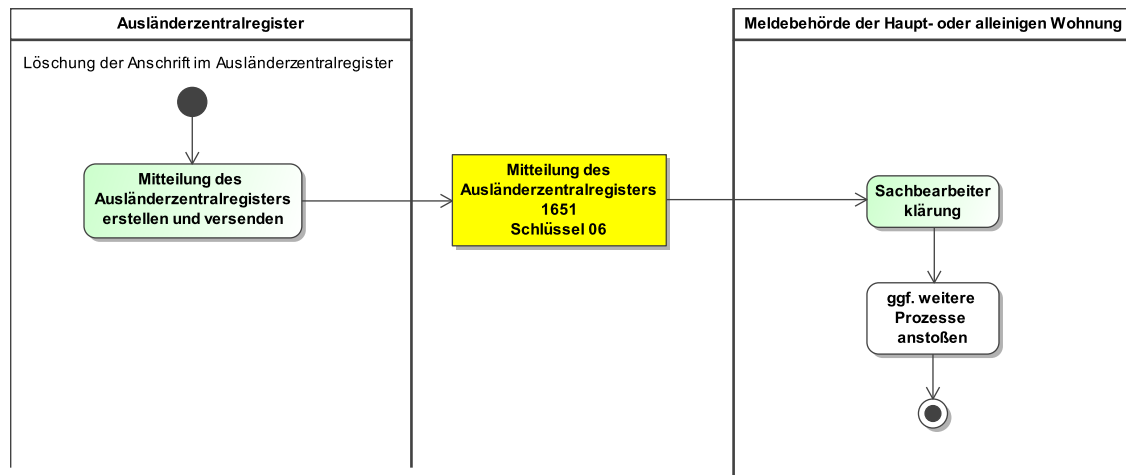 Ausländerzentralregister
Meldebehörde der Haupt- oder alleinigen Wohnung
Löschung der Anschrift im Ausländerzentralregister
Mitteilung des
Ausländerzentralregisters
erstellen und versenden
Mitteilung des
Ausländerzentralregisters
1651
Schlüssel 06
Sachbearbeiter
klärung
ggf. weitere
Prozesse
anstoßen